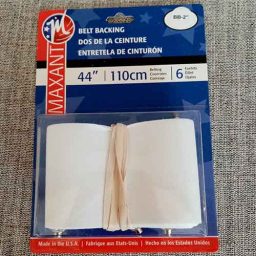 BB-2"
MAXANT
BELT BACKING
DOS DE LA CEINTURE
ENTRETELA DE CINTURÓN
44"
110cm
6
Made in the U.S.A. | Fabriqué aux Etats-Unis | Hecho en los Estados Unidos